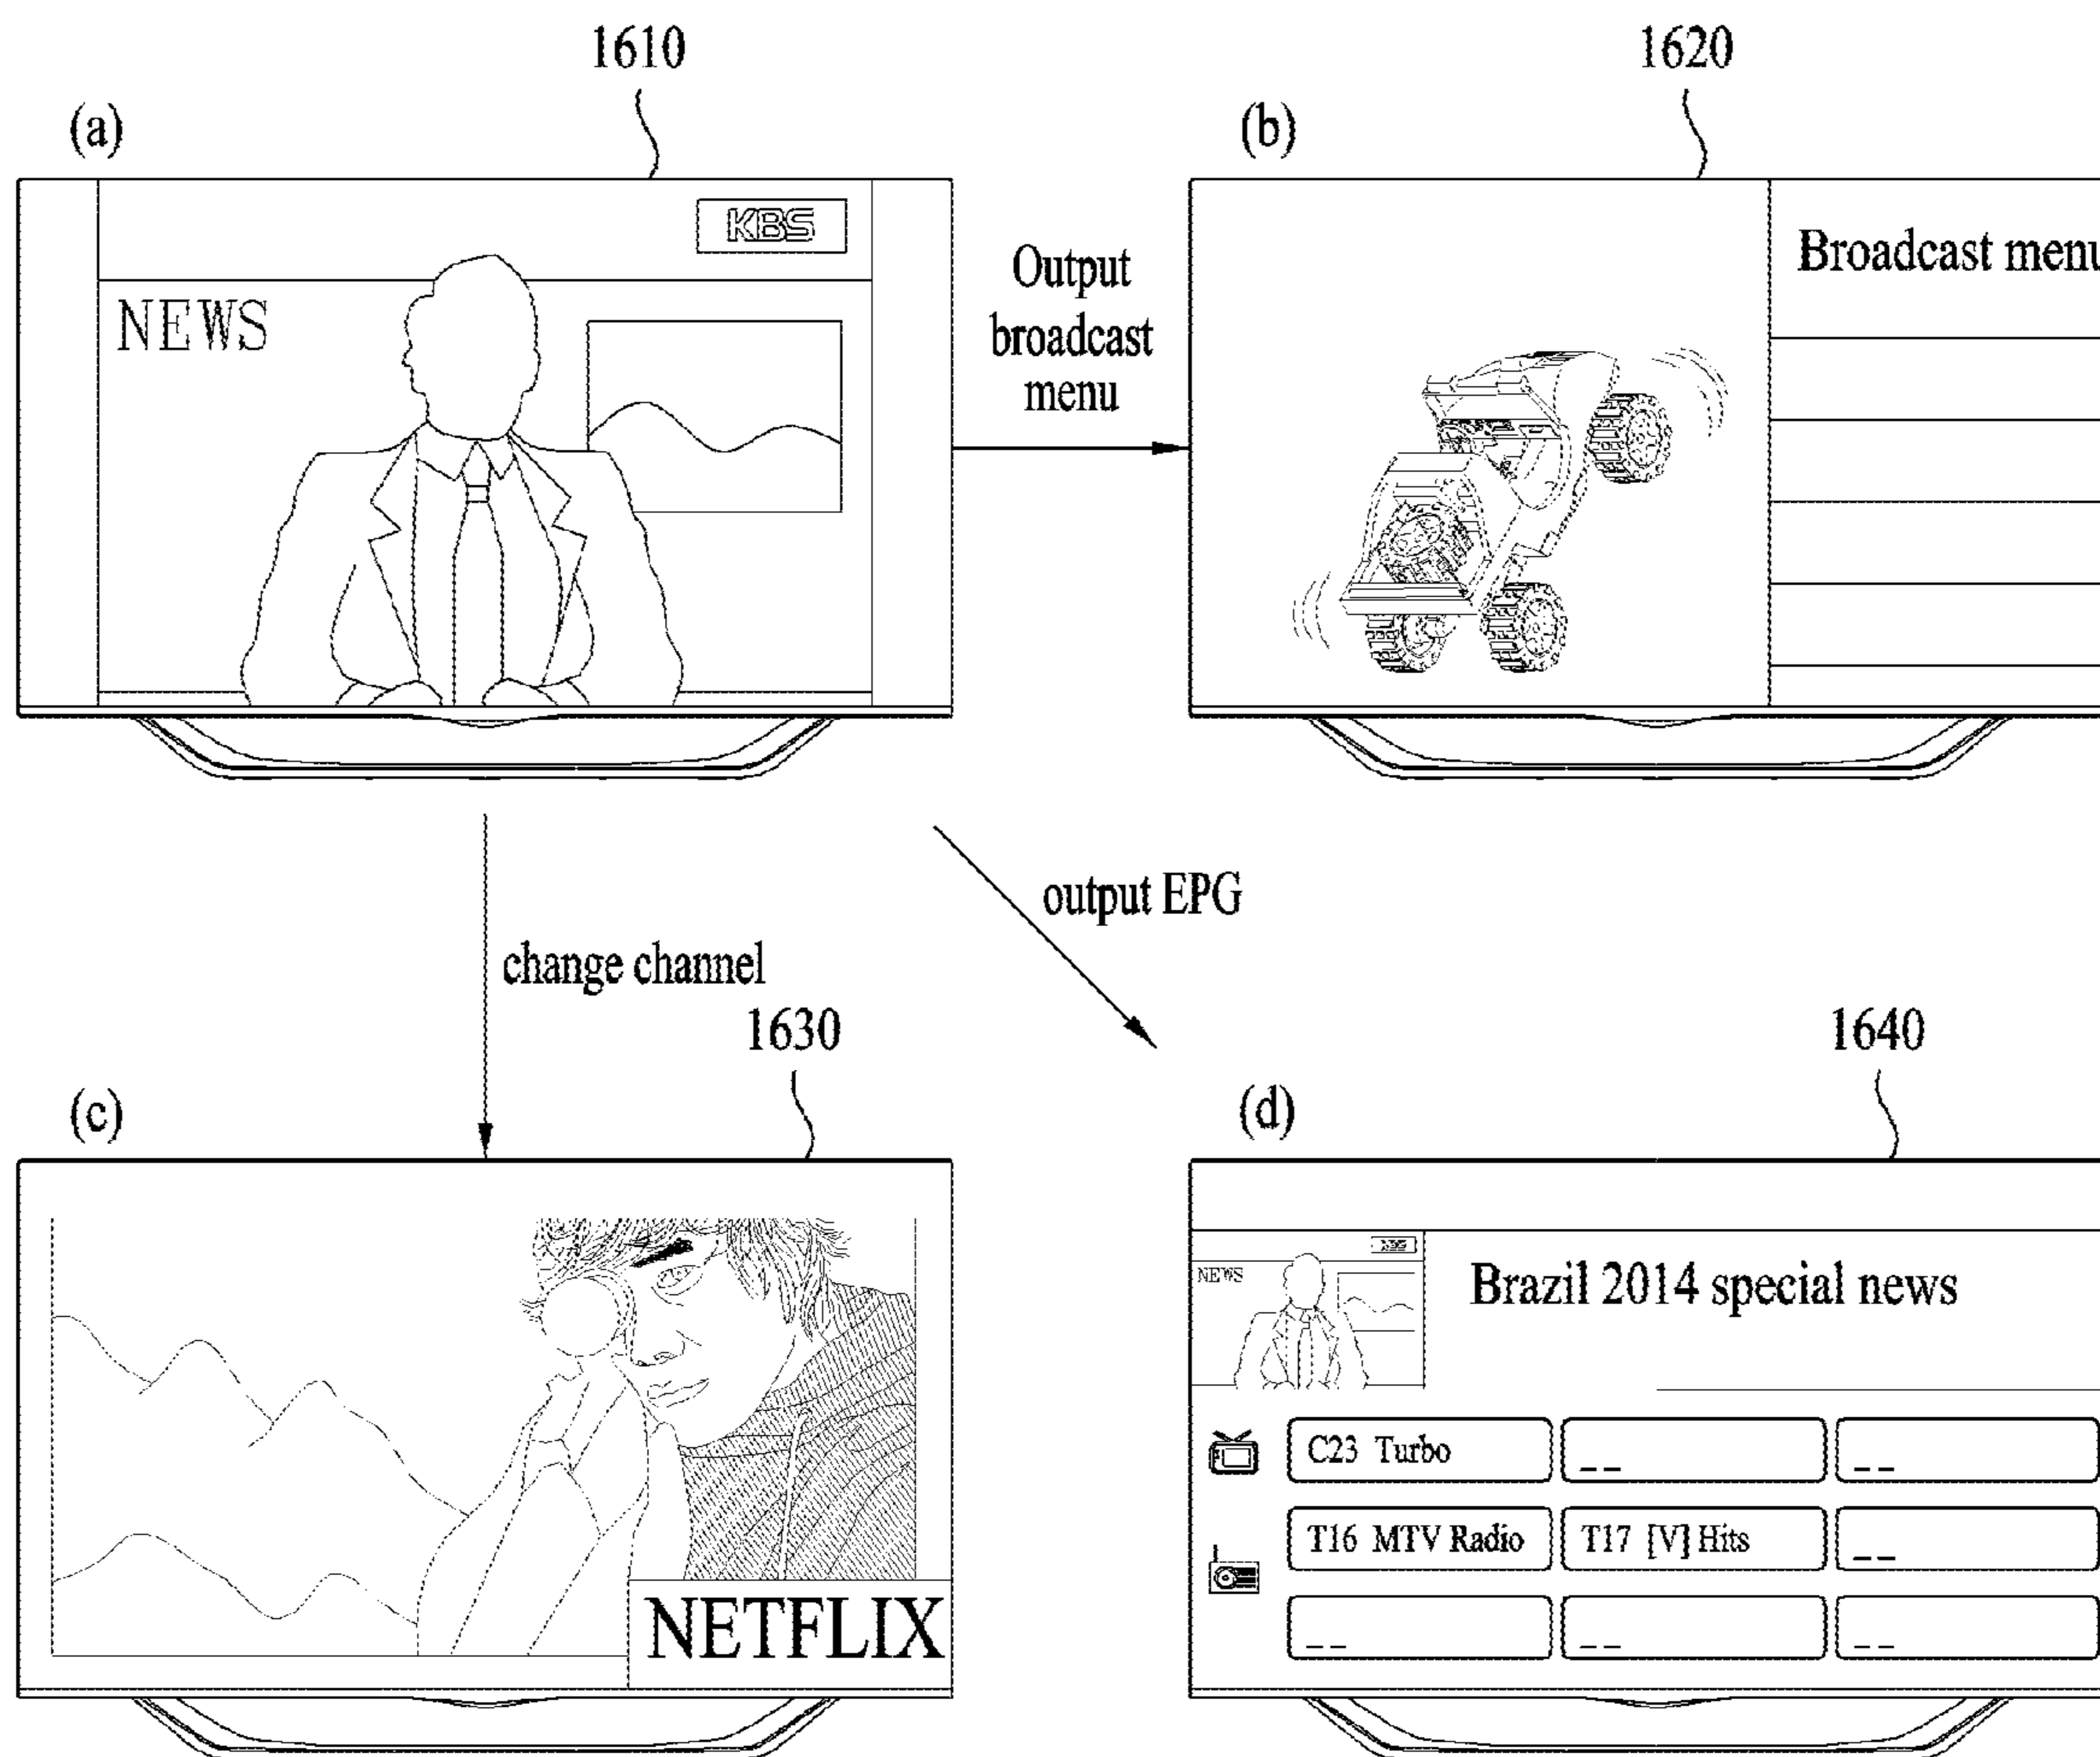 1610
1620
(a)
(b)
KBS
NEWS
Output
broadcast
menu
Broadcast menu
output EPG
change channel
1630
1640
(c)
(d)
NETFLIX
KBS
NEWS
Brazil 2014 special news
C23 Turbo
_ _
_ _
T16 MTV Radio
T17 [V] Hits
_ _
_ _
_ _
_ _